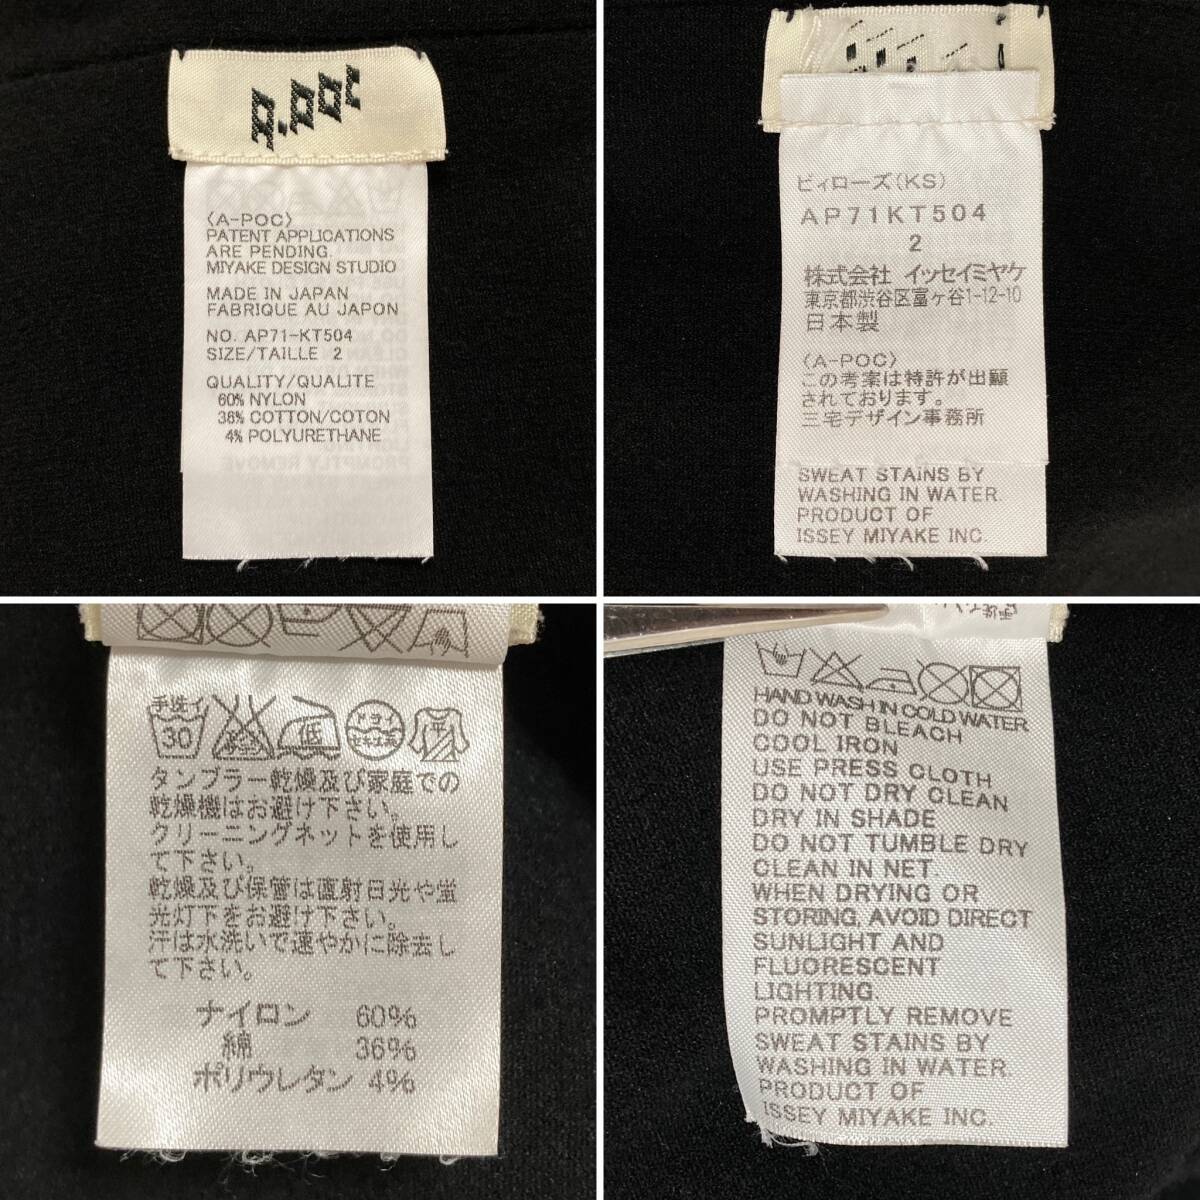 a·poc
〈A-POC〉
PATENT APPLICATIONS
ARE PENDING.
MIYAKE DESIGN STUDIO
MADE IN JAPAN
FABRIQUE AU JAPON
NO. AP71-KT504
SIZE/TAILLE 2
QUALITY/QUALITE
60% NYLON
36% COTTON/COTON
4% POLYURETHANE
ビィローズ(KS)
AP71KT504
2
株式会社 イッセイミヤケ
東京都渋谷区富ヶ谷1-12-10
日本製
〈A-POC〉
この考案は特許が出願
されております。
三宅デザイン事務所
SWEAT STAINS BY
WASHING IN WATER.
PRODUCT OF
ISSEY MIYAKE INC.
手洗イ
30
低
ドライ
平
タンブラー乾燥及び家庭での
乾燥機はお避け下さい。
クリーニングネットを使用し
て下さい。
乾燥及び保管は直射日光や蛍
光灯下をお避け下さい。
汗は水洗いで速やかに除去し
て下さい。
ナイロン 60%
綿 36%
ポリウレタン 4%
HAND WASH IN COLD WATER
DO NOT BLEACH
COOL IRON
USE PRESS CLOTH
DO NOT DRY CLEAN
DRY IN SHADE
DO NOT TUMBLE DRY
CLEAN IN NET
WHEN DRYING OR
STORING, AVOID DIRECT
SUNLIGHT AND
FLUORESCENT
LIGHTING.
PROMPTLY REMOVE
SWEAT STAINS BY
WASHING IN WATER.
PRODUCT OF
ISSEY MIYAKE INC.